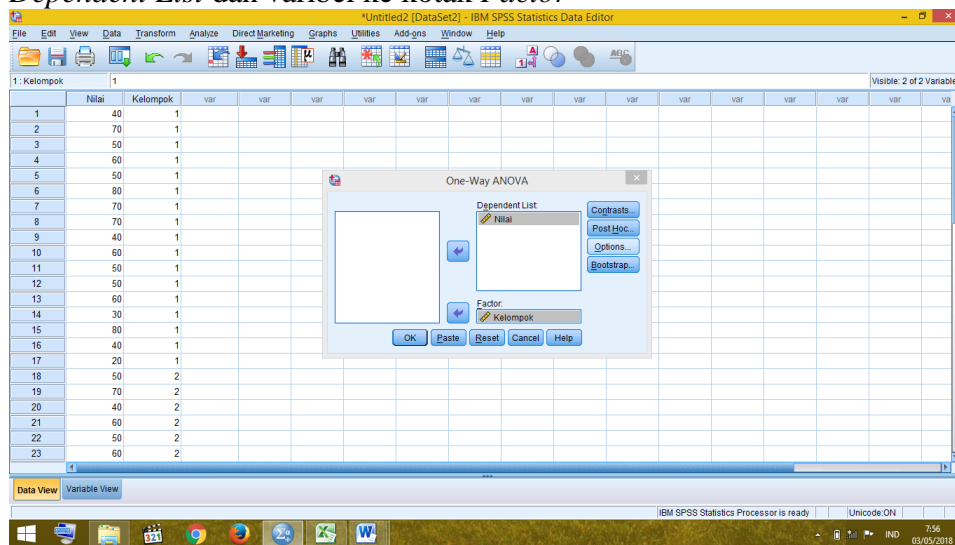 Dependent List dan varibel ke kotak Factor
*Untitled2 [DataSet2] - IBM SPSS Statistics Data Editor
File Edit View Data Transform Analyze Direct Marketing Graphs Utilities Add-ons Window Help
1 : Kelompok 1 Visible: 2 of 2 Variable
Nilai Kelompok var var var var var var var var var var var var var va
1 40 1
2 70 1
3 50 1
4 60 1
5 50 1
6 80 1
7 70 1
8 70 1
9 40 1
10 60 1
11 50 1
12 50 1
13 60 1
14 30 1
15 80 1
16 40 1
17 20 1
18 50 2
19 70 2
20 40 2
21 60 2
22 50 2
23 60 2
One-Way ANOVA
Dependent List:
Nilai
Contrasts...
Post Hoc...
Options...
Bootstrap...
Factor:
Kelompok
OK Paste Reset Cancel Help
Data View Variable View
IBM SPSS Statistics Processor is ready Unicode:ON
321
IND
7:56
03/05/2018